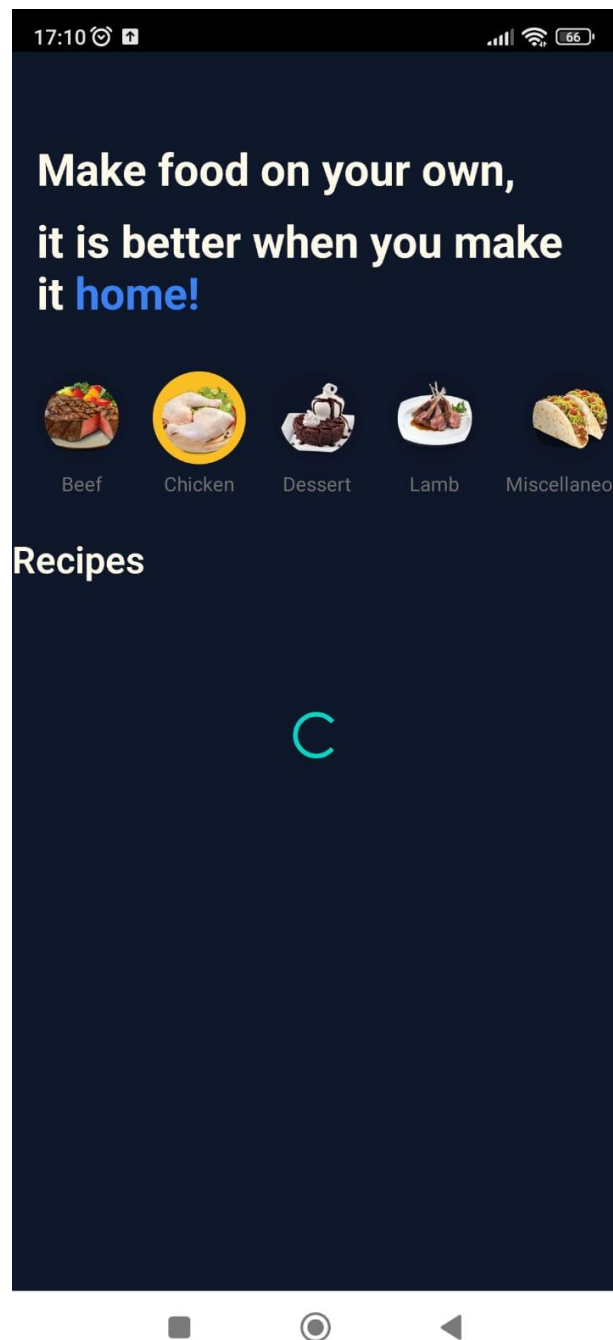 17:10
66
Make food on your own,
it is better when you make
it home!
Beef Chicken Dessert Lamb Miscellaneo
Recipes